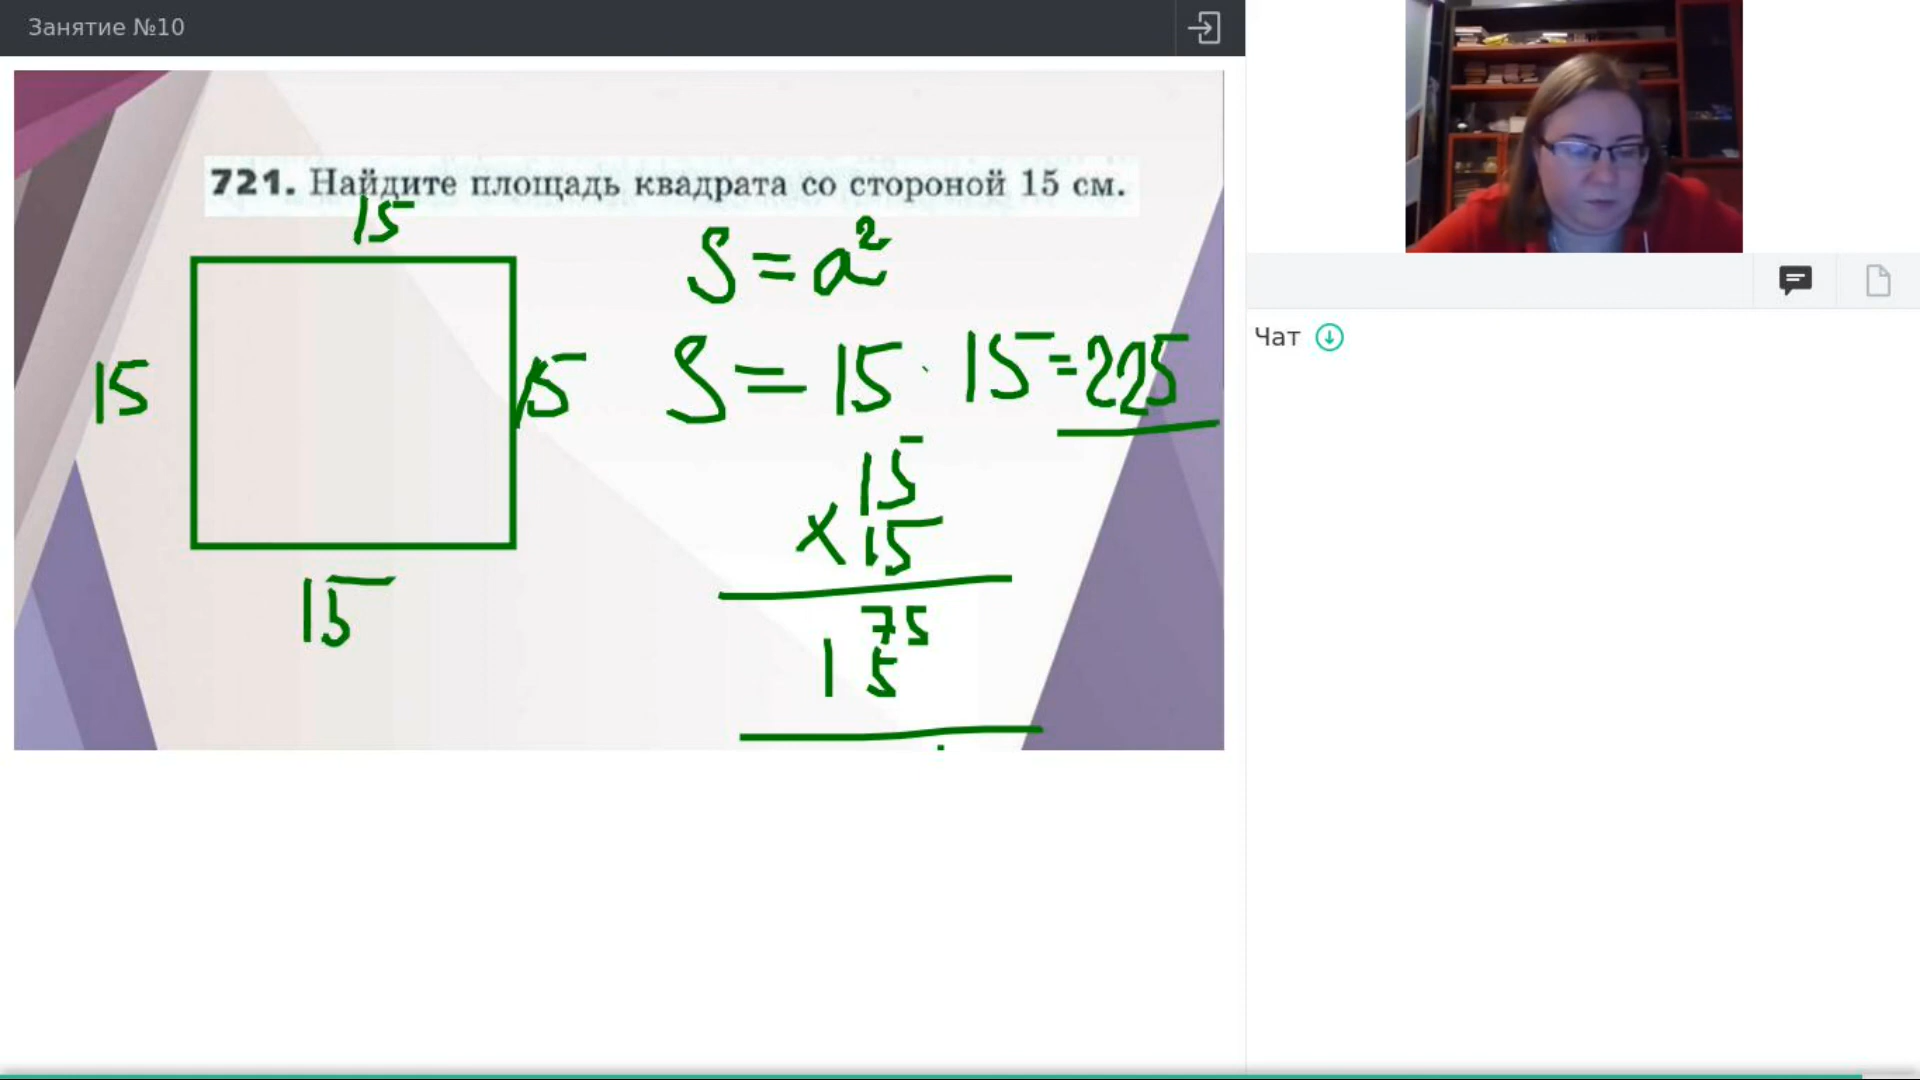 Занятие №10
721. Найдите площадь квадрата со стороной 15 см.
15
S = a²
15
15
S = 15 · 15 = 225
15
× 15
75
15
15
Чат